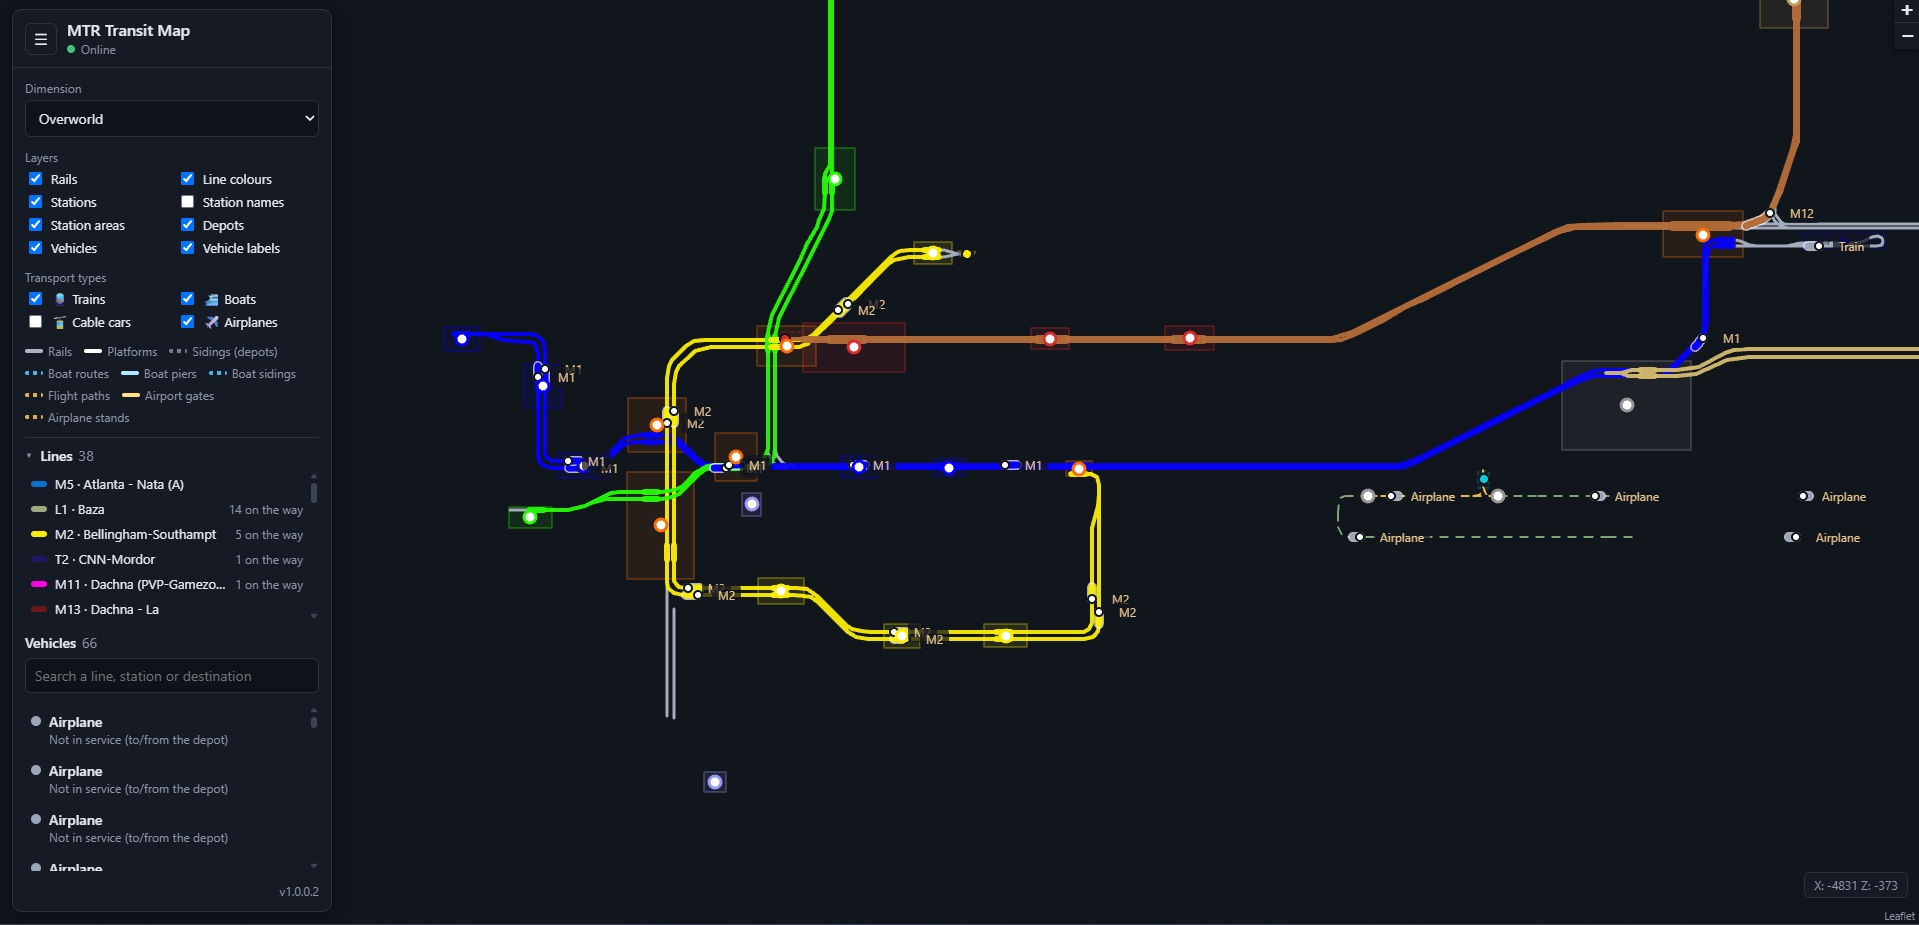 MTR Transit Map
Online
Dimension
Overworld
Layers
Rails
Line colours
Stations
Station names
Station areas
Depots
Vehicles
Vehicle labels
Transport types
Trains
Boats
Cable cars
Airplanes
Rails
Platforms
Sidings (depots)
Boat routes
Boat piers
Boat sidings
Flight paths
Airport gates
Airplane stands
Lines 38
M5 · Atlanta - Nata (A)
L1 · Baza 14 on the way
M2 · Bellingham-Southampt 5 on the way
T2 · CNN-Mordor 1 on the way
M11 · Dachna (PVP-Gamezo... 1 on the way
M13 · Dachna - La
Vehicles 66
Search a line, station or destination
Airplane
Not in service (to/from the depot)
Airplane
Not in service (to/from the depot)
Airplane
Not in service (to/from the depot)
Airplane
v1.0.0.2
+
−
M12
Train
M2
M1
M1
M1
M2
M2
M1
M1
M1
M1
M1
Airplane
Airplane
Airplane
Airplane
Airplane
M2
M2
M2
M2
M2
X: -4831 Z: -373
Leaflet